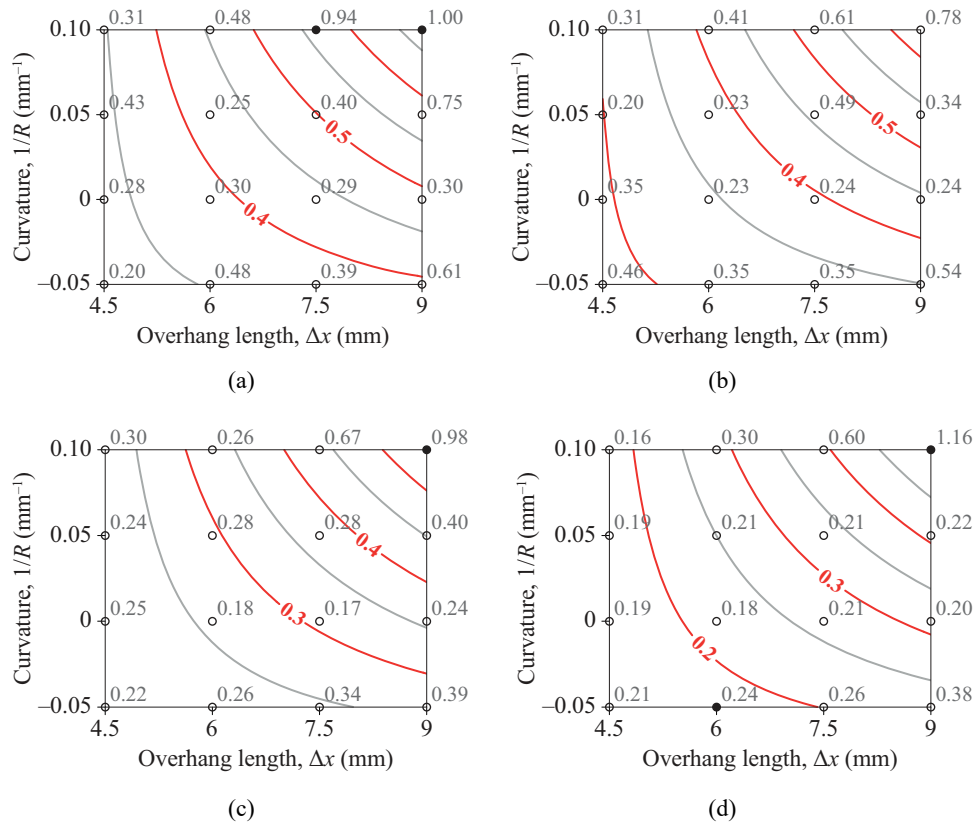 0.31 0.48 0.94 1.00
0.10
0.43 0.25 0.40 0.75
0.05
0.5
0.28 0.30 0.29 0.30
0
0.4
0.20 0.48 0.39 0.61
–0.05
4.5 6 7.5 9
Curvature, 1/R (mm–1)
Overhang length, Δx (mm)
(a)
0.31 0.41 0.61 0.78
0.10
0.20 0.23 0.49 0.34
0.05
0.5
0.35 0.23 0.24 0.24
0.4
0
0.46 0.35 0.35 0.54
–0.05
4.5 6 7.5 9
Curvature, 1/R (mm–1)
Overhang length, Δx (mm)
(b)
0.30 0.26 0.67 0.98
0.10
0.24 0.28 0.28 0.40
0.05
0.4
0.25 0.18 0.17 0.24
0.3
0
0.22 0.26 0.34 0.39
–0.05
4.5 6 7.5 9
Curvature, 1/R (mm–1)
Overhang length, Δx (mm)
(c)
0.16 0.30 0.60 1.16
0.10
0.19 0.21 0.21 0.22
0.05
0.3
0.19 0.18 0.21 0.20
0
0.2
0.21 0.24 0.26 0.38
–0.05
4.5 6 7.5 9
Curvature, 1/R (mm–1)
Overhang length, Δx (mm)
(d)